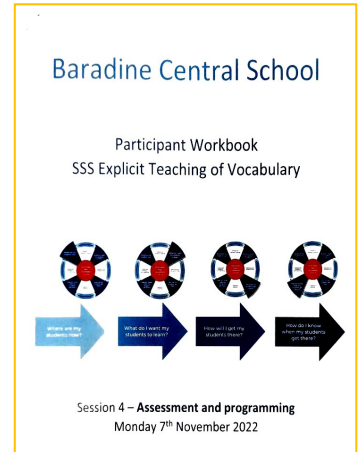 Baradine Central School
Participant Workbook
SSS Explicit Teaching of Vocabulary
Where are my
students now?
What do I want my
students to learn?
How will I get my
students there?
How do I know
when my students
get there?
Session 4 – Assessment and programming
Monday 7th November 2022